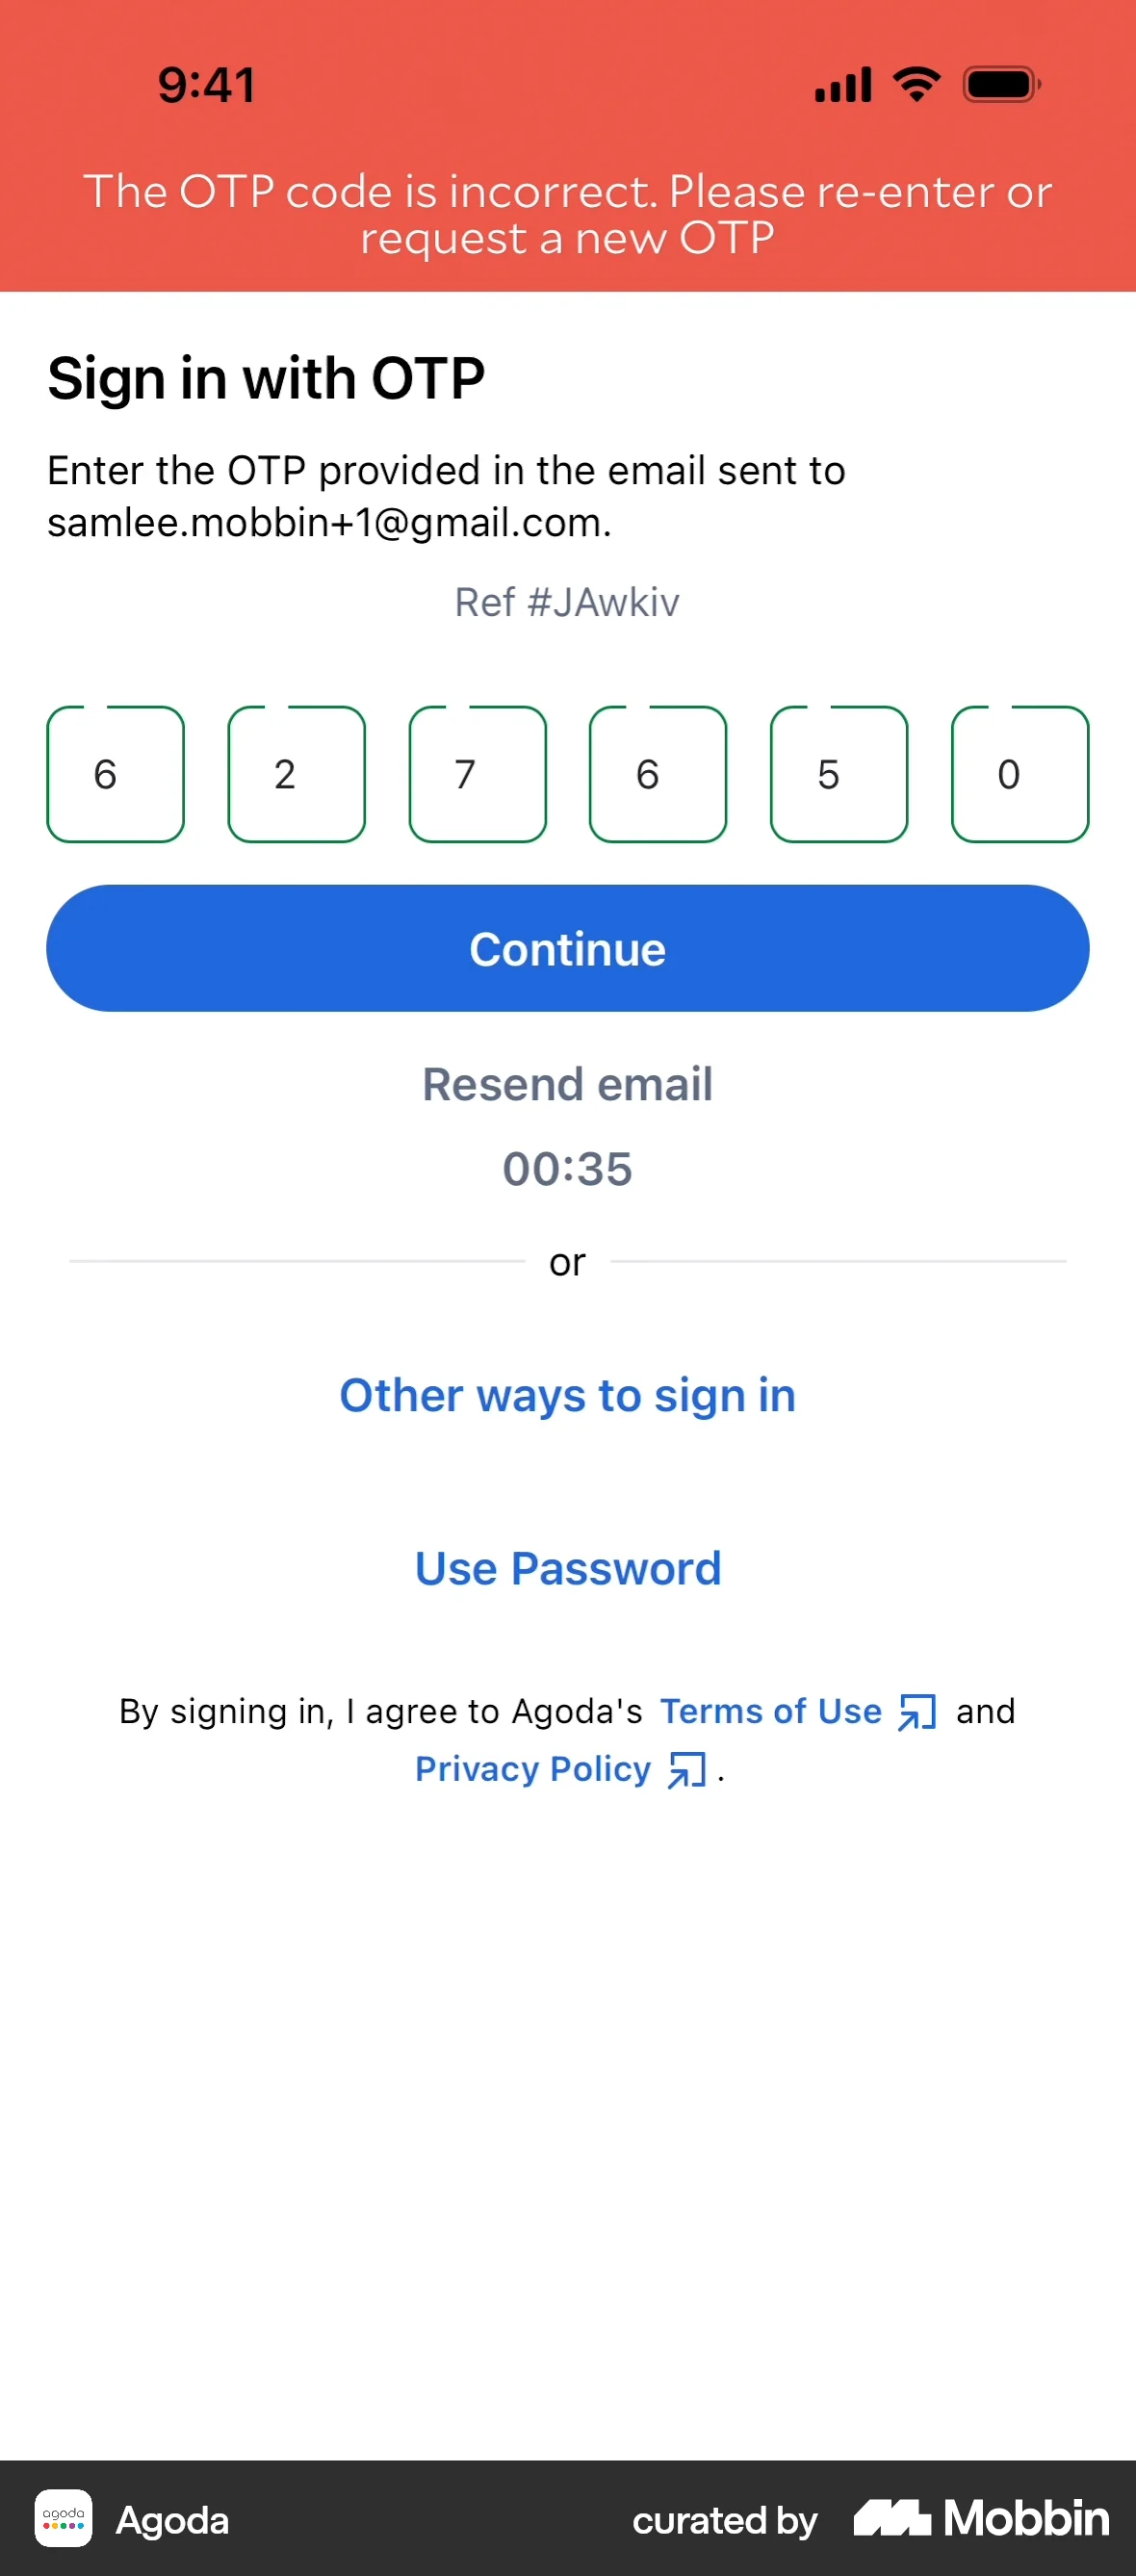 9:41
The OTP code is incorrect. Please re-enter or
request a new OTP
Sign in with OTP
Enter the OTP provided in the email sent to
samlee.mobbin+1@gmail.com.
Ref #JAwkiv
6 2 7 6 5 0
Continue
Resend email
00:35
or
Other ways to sign in
Use Password
By signing in, I agree to Agoda's Terms of Use and
Privacy Policy .
agoda Agoda curated by Mobbin